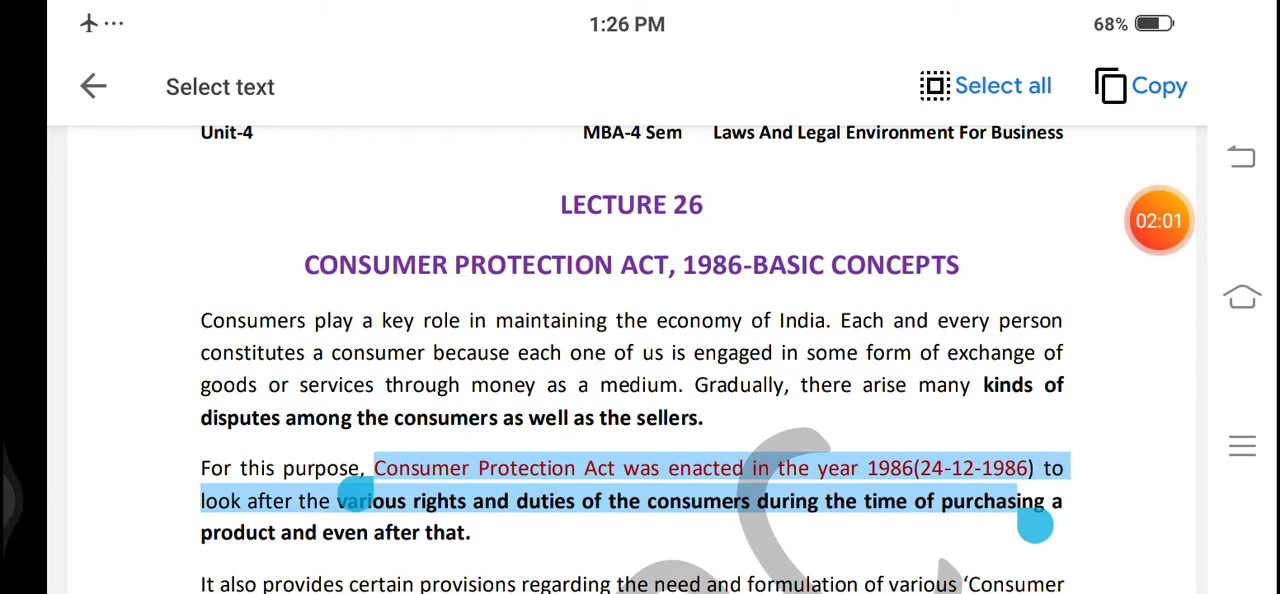 1:26 PM
68%
Select text
Select all
Copy
Unit-4 MBA-4 Sem Laws And Legal Environment For Business
LECTURE 26
02:01
CONSUMER PROTECTION ACT, 1986-BASIC CONCEPTS
Consumers play a key role in maintaining the economy of India. Each and every person
constitutes a consumer because each one of us is engaged in some form of exchange of
goods or services through money as a medium. Gradually, there arise many kinds of
disputes among the consumers as well as the sellers.
For this purpose, Consumer Protection Act was enacted in the year 1986(24-12-1986) to
look after the various rights and duties of the consumers during the time of purchasing a
product and even after that.
It also provides certain provisions regarding the need and formulation of various ‘Consumer